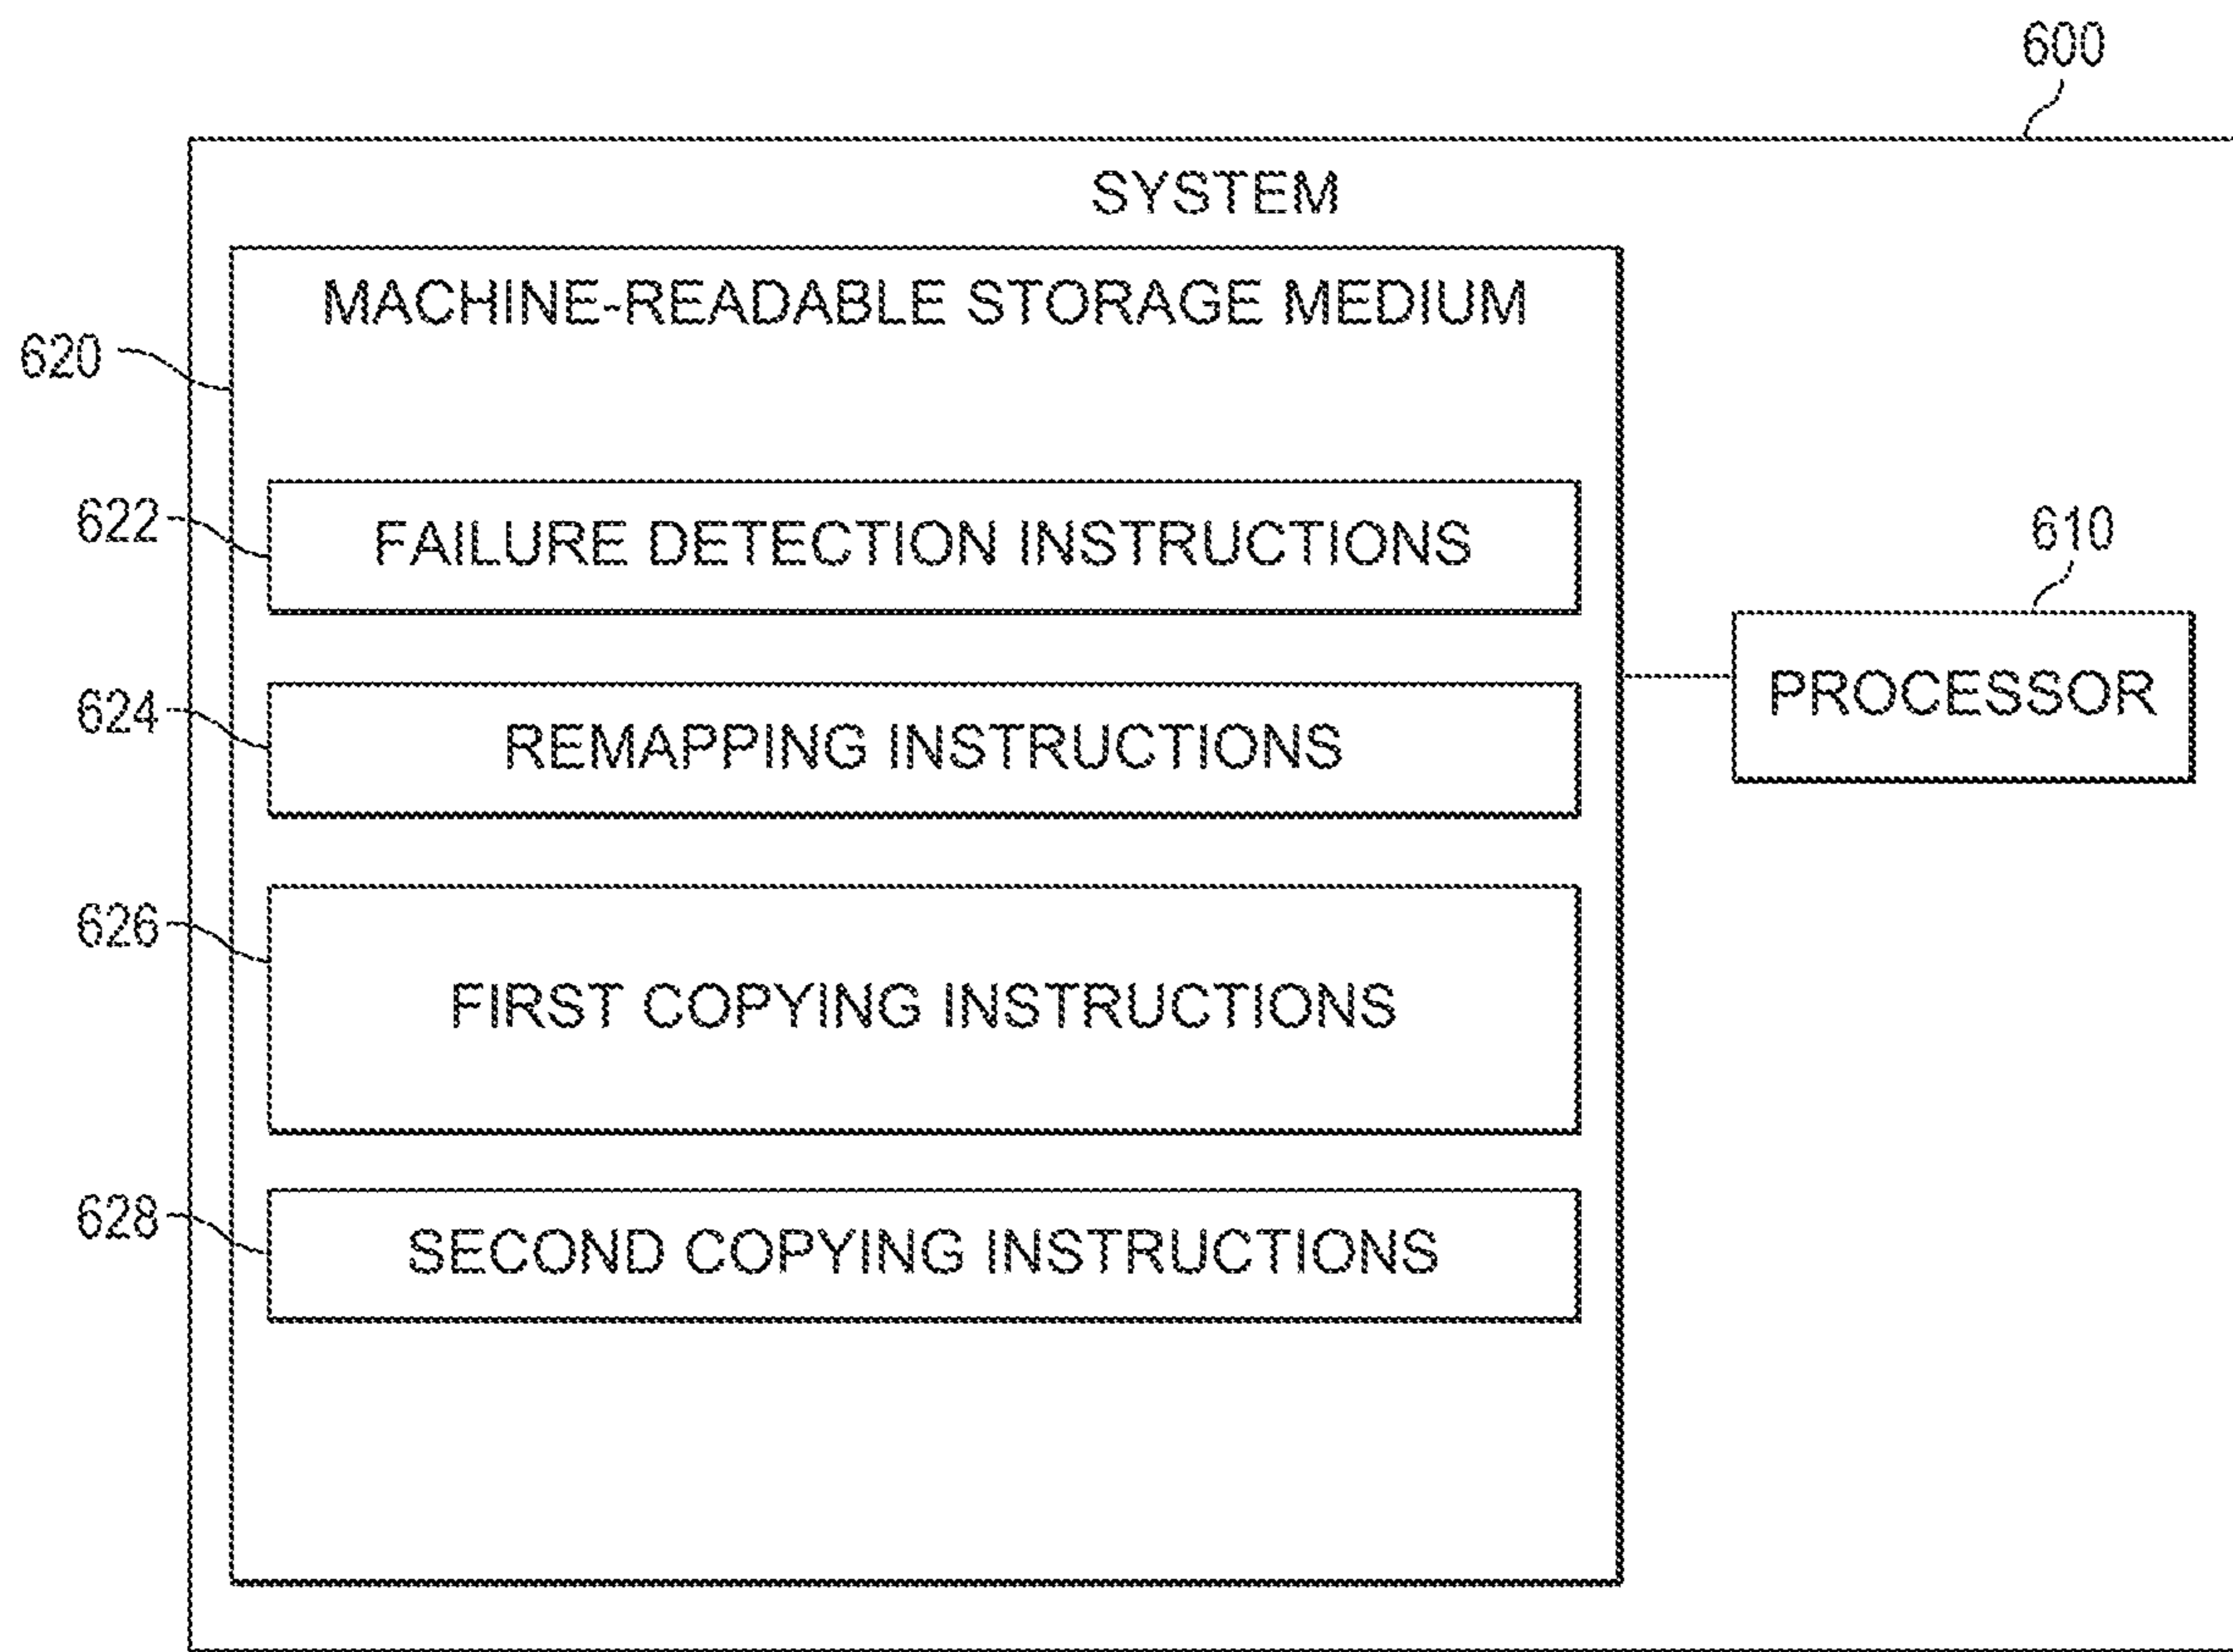 600
SYSTEM
MACHINE-READABLE STORAGE MEDIUM
620
622
FAILURE DETECTION INSTRUCTIONS
610
624
REMAPPING INSTRUCTIONS
PROCESSOR
626
FIRST COPYING INSTRUCTIONS
628
SECOND COPYING INSTRUCTIONS